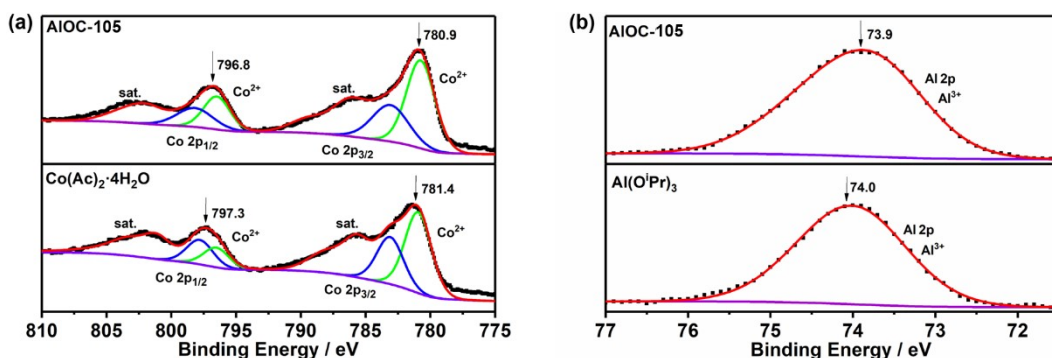 (a)
AlOC-105
780.9
796.8
sat.
Co²⁺
sat.
Co²⁺
Co 2p₁/₂
Co 2p₃/₂
Co(Ac)₂·4H₂O
781.4
797.3
sat.
Co²⁺
sat.
Co²⁺
Co 2p₁/₂
Co 2p₃/₂
810 805 800 795 790 785 780 775
Binding Energy / eV
(b)
AlOC-105
73.9
Al 2p
Al³⁺
Al(OⁱPr)₃
74.0
Al 2p
Al³⁺
77 76 75 74 73 72
Binding Energy / eV